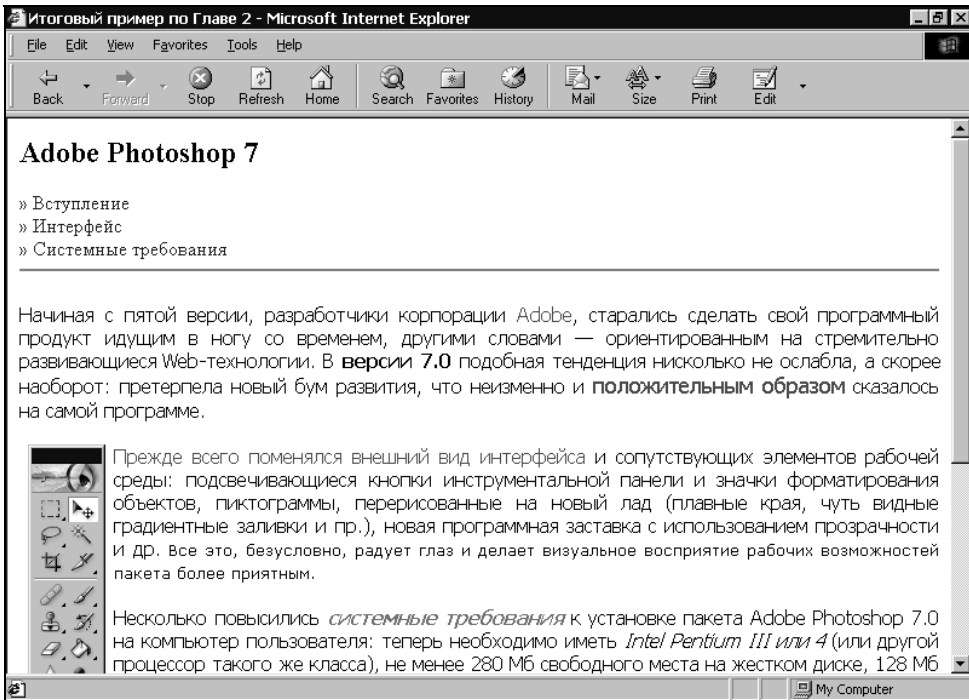 Итоговый пример по Главе 2 - Microsoft Internet Explorer
File Edit View Favorites Tools Help
Back Forward Stop Refresh Home Search Favorites History Mail Size Print Edit
Adobe Photoshop 7
» Вступление
» Интерфейс
» Системные требования
Начиная с пятой версии, разработчики корпорации Adobe, старались сделать свой программный
продукт идущим в ногу со временем, другими словами — ориентированным на стремительно
развивающиеся Web-технологии. В версии 7.0 подобная тенденция нисколько не ослабла, а скорее
наоборот: претерпела новый бум развития, что неизменно и положительным образом сказалось
на самой программе.
Прежде всего поменялся внешний вид интерфейса и сопутствующих элементов рабочей
среды: подсвечивающиеся кнопки инструментальной панели и значки форматирования
объектов, пиктограммы, перерисованные на новый лад (плавные края, чуть видные
градиентные заливки и пр.), новая программная заставка с использованием прозрачности
и др. Все это, безусловно, радует глаз и делает визуальное восприятие рабочих возможностей
пакета более приятным.
Несколько повысились системные требования к установке пакета Adobe Photoshop 7.0
на компьютер пользователя: теперь необходимо иметь Intel Pentium III или 4 (или другой
процессор такого же класса), не менее 280 Мб свободного места на жестком диске, 128 Мб
My Computer